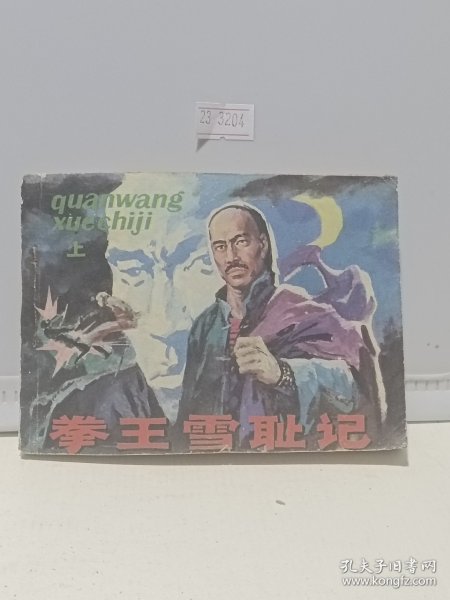 23 3204
quanwang
xuechiji
上
拳王雪耻记
孔夫子旧书网
www.kongfz.com